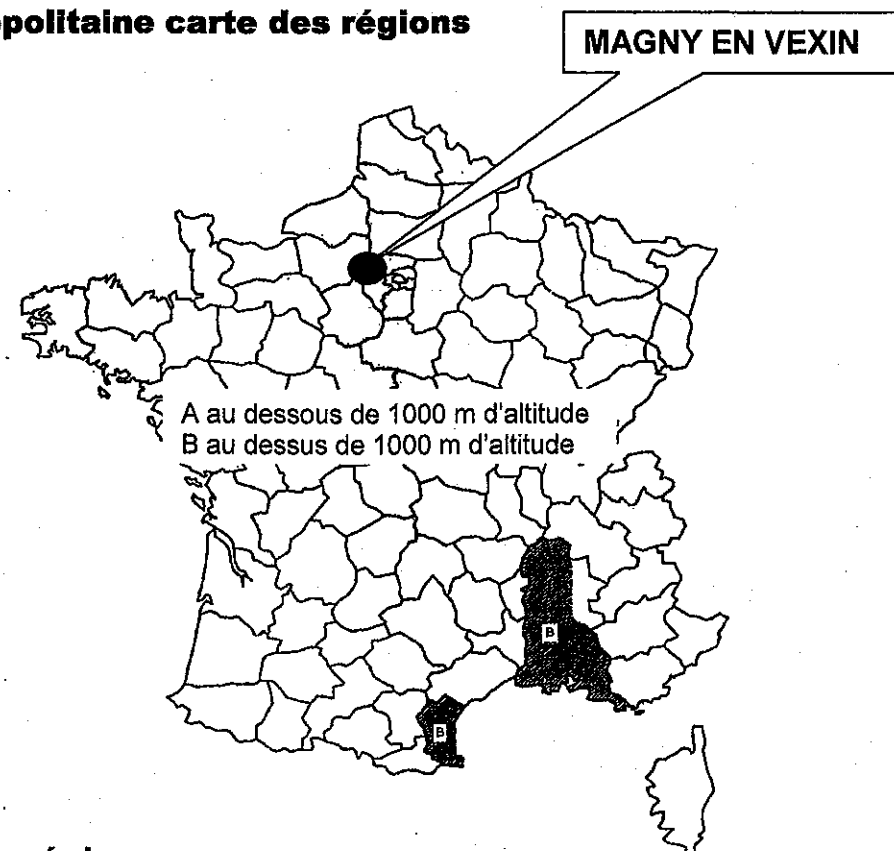 politaine carte des régions
MAGNY EN VEXIN
A au dessous de 1000 m d'altitude
B au dessus de 1000 m d'altitude
B
B